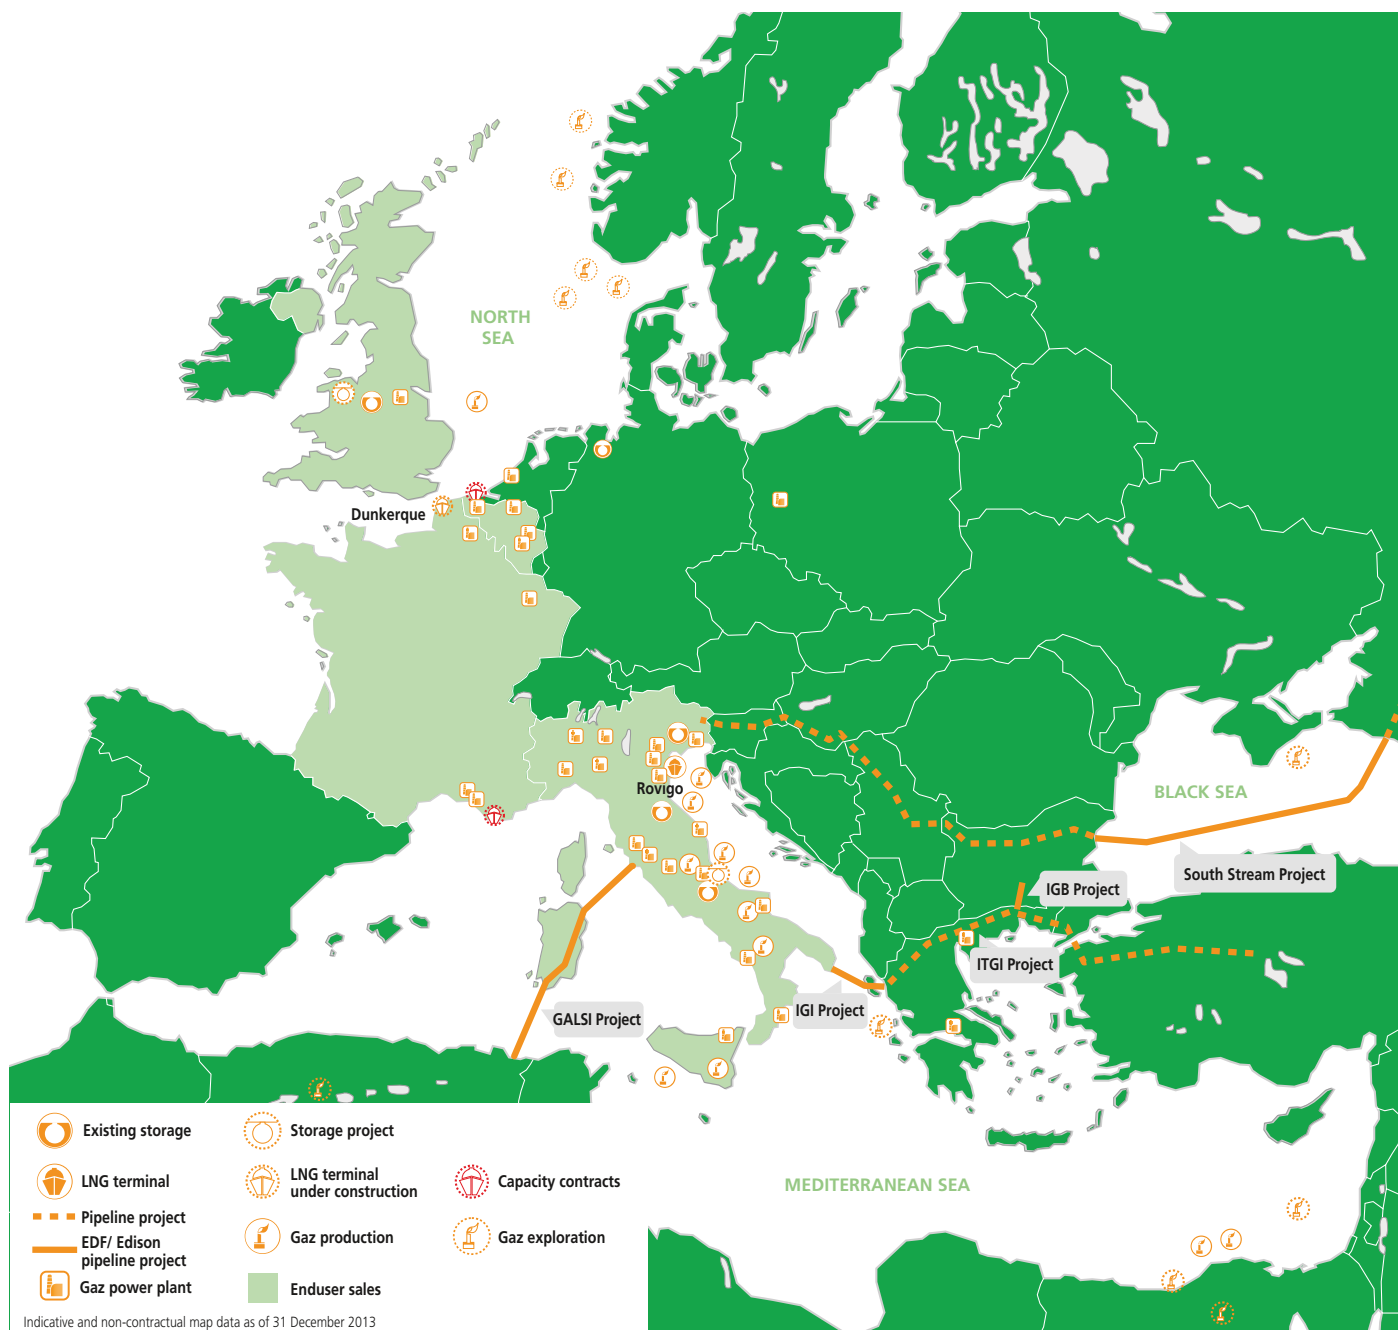 NORTH
SEA
Dunkerque
Rovigo
BLACK SEA
South Stream Project
IGB Project
ITGI Project
IGI Project
GALSI Project
MEDITERRANEAN SEA
Existing storage
Storage project
LNG terminal
LNG terminal
under construction
Capacity contracts
Pipeline project
EDF/ Edison
pipeline project
Gaz production
Gaz exploration
Gaz power plant
Enduser sales
Indicative and non-contractual map data as of 31 December 2013